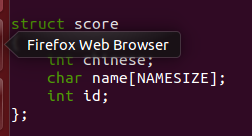 struct score
Firefox Web Browser
int chinese;
char name[NAMESIZE];
int id;
};